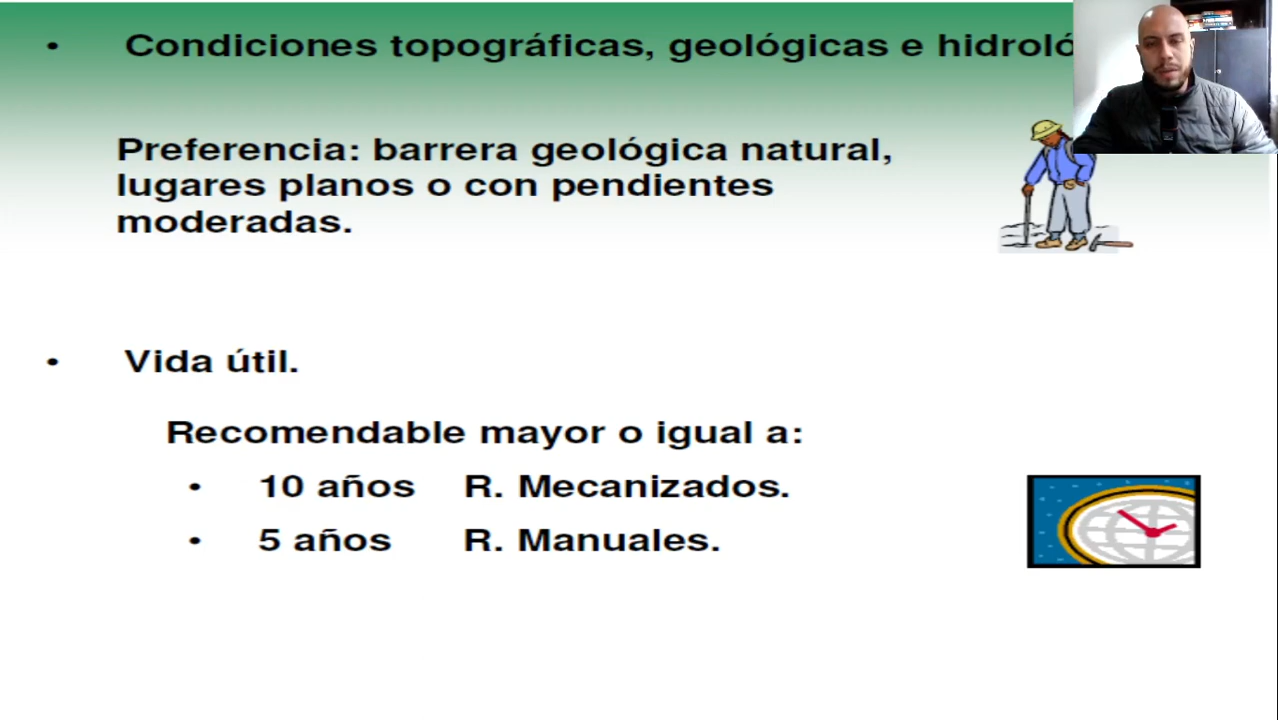 • Condiciones topográficas, geológicas e
Preferencia: barrera geológica natural,
lugares planos o con pendientes
moderadas.
• Vida útil.
Recomendable mayor o igual a:
• 10 años R. Mecanizados.
• 5 años R. Manuales.